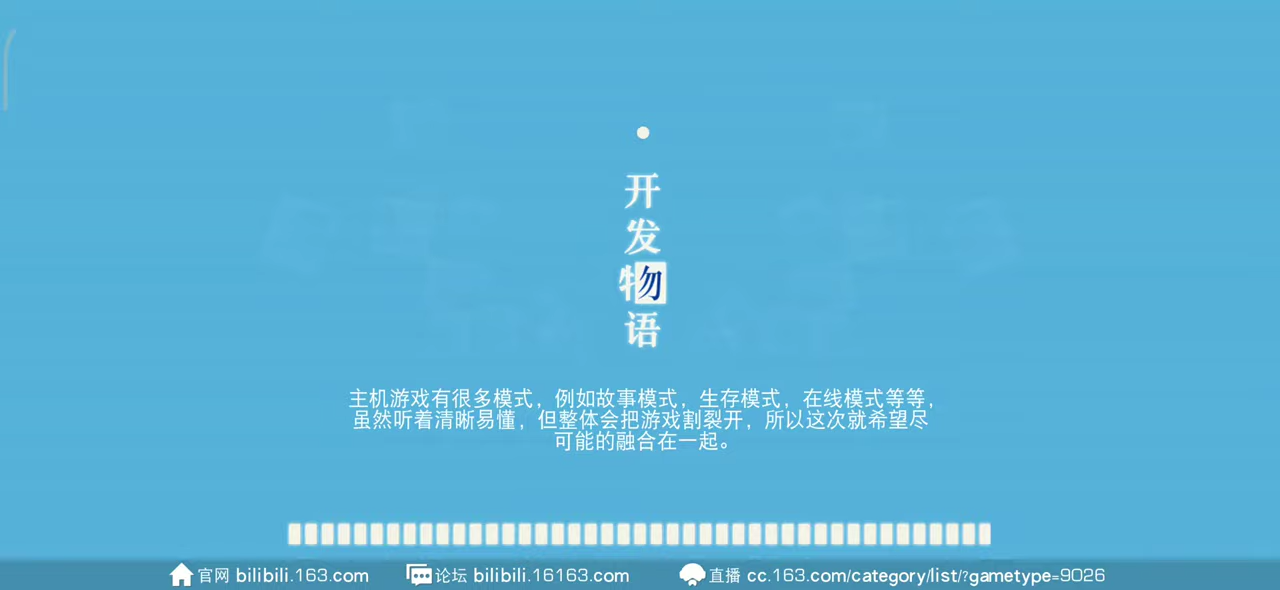 开发物语
主机游戏有很多模式，例如故事模式，生存模式，在线模式等等，
虽然听着清晰易懂，但整体会把游戏割裂开，所以这次就希望尽
可能的融合在一起。
官网 bilibili.163.com 论坛 bilibili.16163.com 直播 cc.163.com/category/list/?gametype=9026